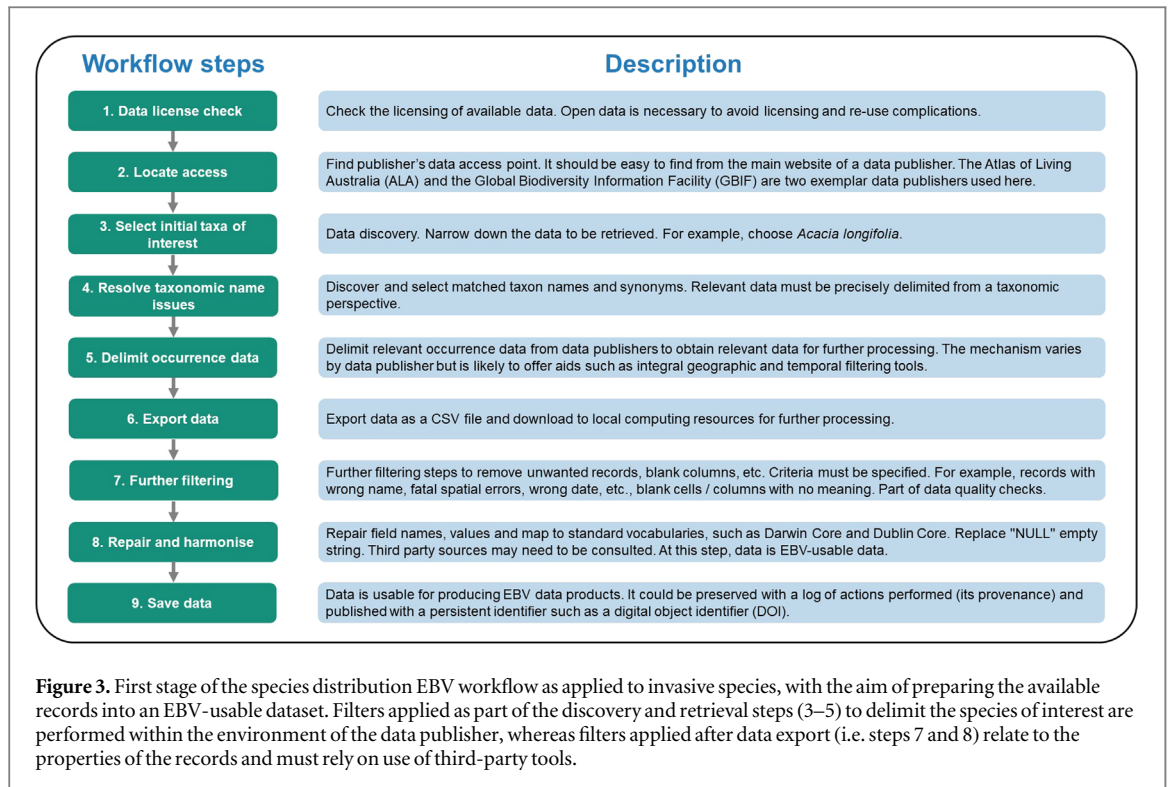 Workflow steps
Description
1. Data license check
Check the licensing of available data. Open data is necessary to avoid licensing and re-use complications.
2. Locate access
Find publisher's data access point. It should be easy to find from the main website of a data publisher. The Atlas of Living
Australia (ALA) and the Global Biodiversity Information Facility (GBIF) are two exemplar data publishers used here.
3. Select initial taxa of
interest
Data discovery. Narrow down the data to be retrieved. For example, choose Acacia longifolia.
4. Resolve taxonomic name
issues
Discover and select matched taxon names and synonyms. Relevant data must be precisely delimited from a taxonomic
perspective.
5. Delimit occurrence data
Delimit relevant occurrence data from data publishers to obtain relevant data for further processing. The mechanism varies
by data publisher but is likely to offer aids such as integral geographic and temporal filtering tools.
6. Export data
Export data as a CSV file and download to local computing resources for further processing.
7. Further filtering
Further filtering steps to remove unwanted records, blank columns, etc. Criteria must be specified. For example, records with
wrong name, fatal spatial errors, wrong date, etc., blank cells / columns with no meaning. Part of data quality checks.
8. Repair and harmonise
Repair field names, values and map to standard vocabularies, such as Darwin Core and Dublin Core. Replace "NULL" empty
string. Third party sources may need to be consulted. At this step, data is EBV-usable data.
9. Save data
Data is usable for producing EBV data products. It could be preserved with a log of actions performed (its provenance) and
published with a persistent identifier such as a digital object identifier (DOI).
Figure 3. First stage of the species distribution EBV workflow as applied to invasive species, with the aim of preparing the available
records into an EBV-usable dataset. Filters applied as part of the discovery and retrieval steps (3–5) to delimit the species of interest are
performed within the environment of the data publisher, whereas filters applied after data export (i.e. steps 7 and 8) relate to the
properties of the records and must rely on use of third-party tools.